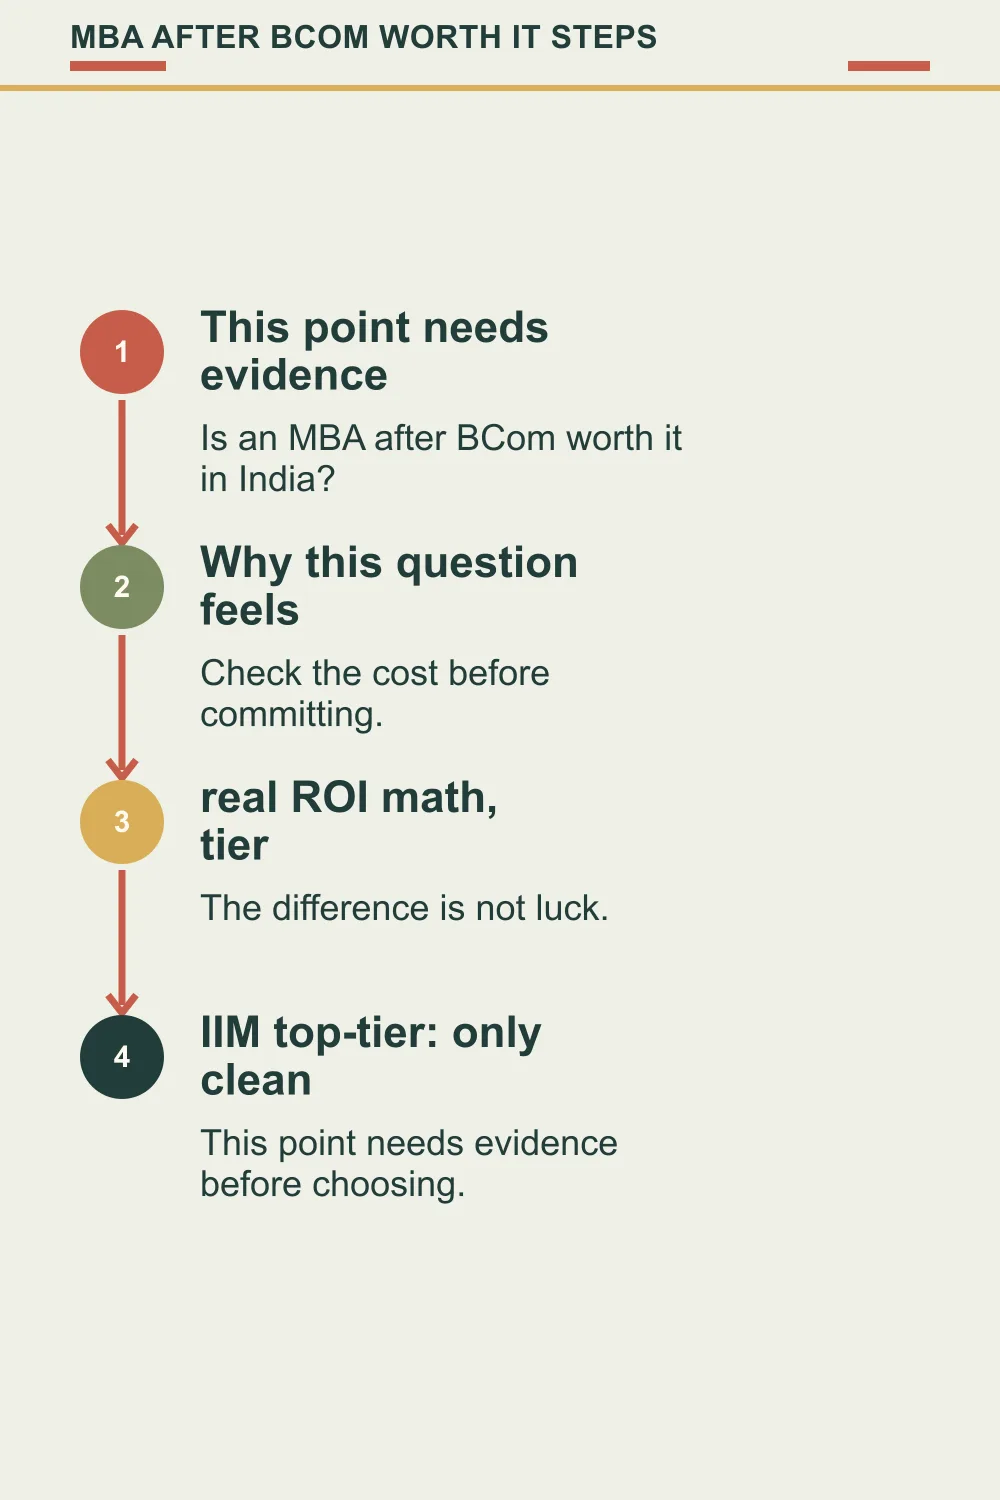 MBA AFTER BCOM WORTH IT STEPS
1
This point needs
evidence
Is an MBA after BCom worth it
in India?
2
Why this question
feels
Check the cost before
committing.
3
real ROI math,
tier
The difference is not luck.
4
IIM top-tier: only
clean
This point needs evidence
before choosing.